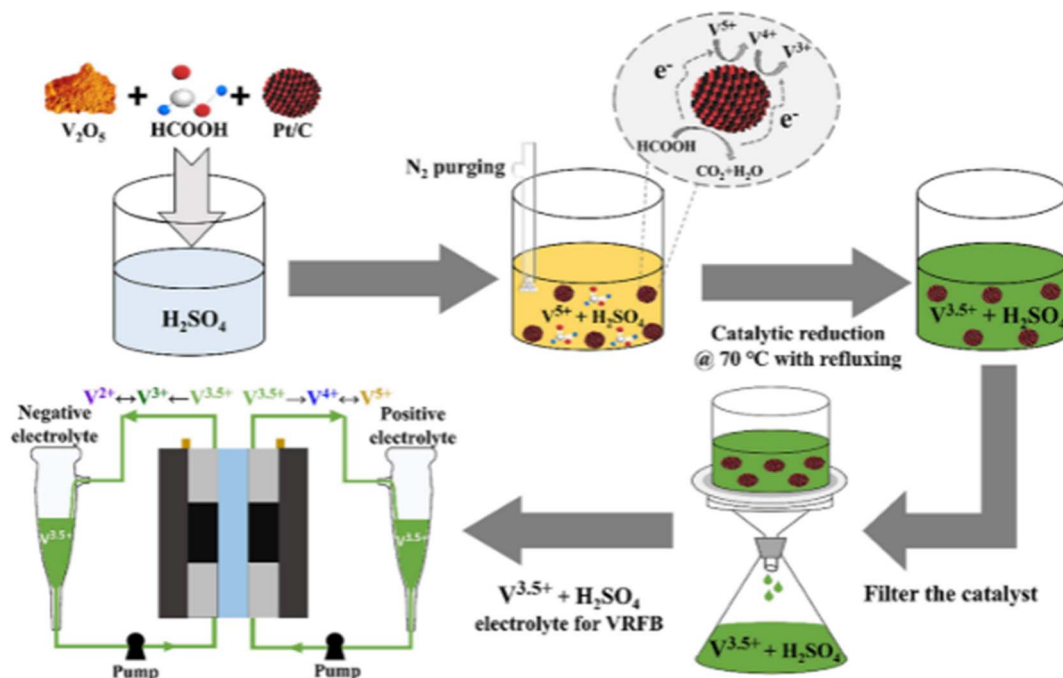 V₂O₅ + HCOOH + Pt/C
H₂SO₄
N₂ purging
V⁵⁺ + H₂SO₄
V⁵⁺ V⁴⁺ V³⁺
e⁻
e⁻
HCOOH
CO₂+H₂O
Catalytic reduction
@ 70 °C with refluxing
V³·⁵⁺ + H₂SO₄
Filter the catalyst
V³·⁵⁺ + H₂SO₄
V³·⁵⁺ + H₂SO₄
electrolyte for VRFB
V²⁺↔V³⁺←V³·⁵⁺ V³·⁵⁺→V⁴⁺↔V⁵⁺
Negative
electrolyte
Positive
electrolyte
V³·⁵⁺
V³·⁵⁺
Pump
Pump